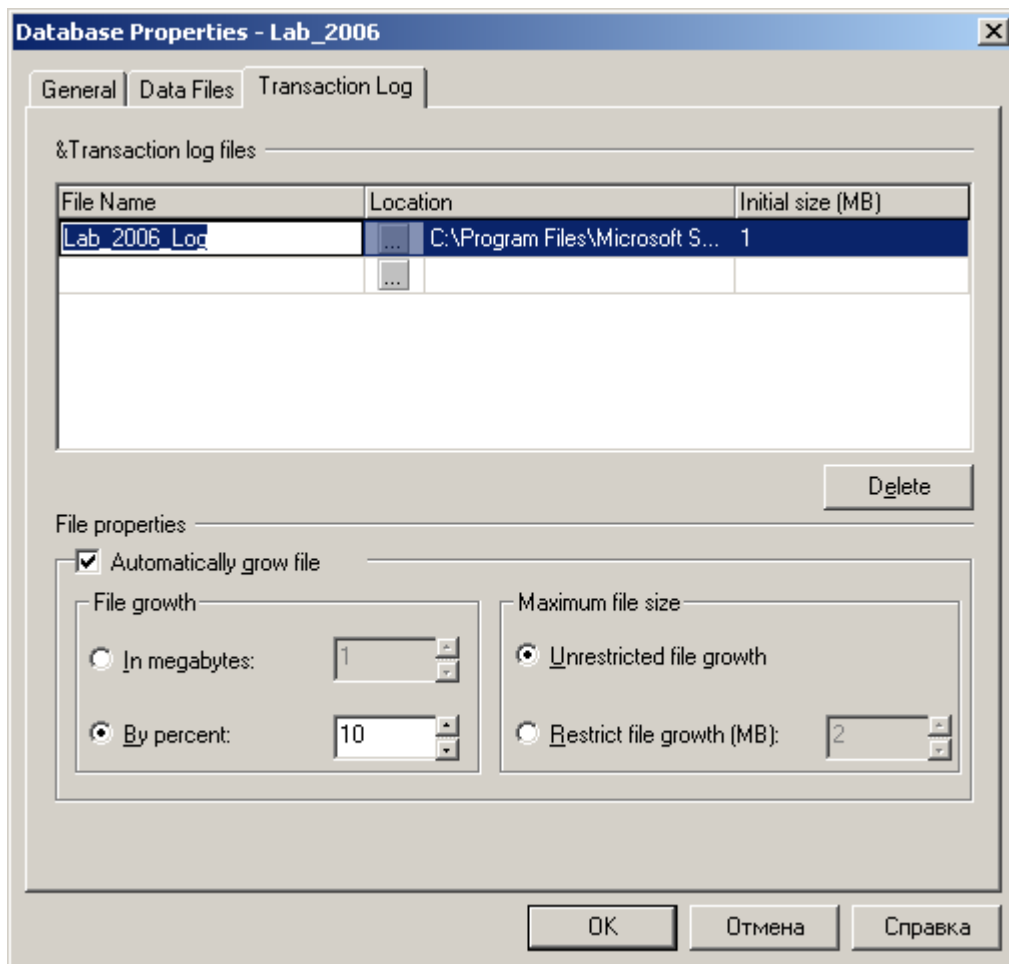 Database Properties - Lab_2006
General Data Files Transaction Log
&Transaction log files
File Name Location Initial size (MB)
Lab_2006_Log ... C:\Program Files\Microsoft S... 1
...
Delete
File properties
Automatically grow file
File growth Maximum file size
In megabytes: 1 Unrestricted file growth
By percent: 10 Restrict file growth (MB): 2
OK Отмена Справка